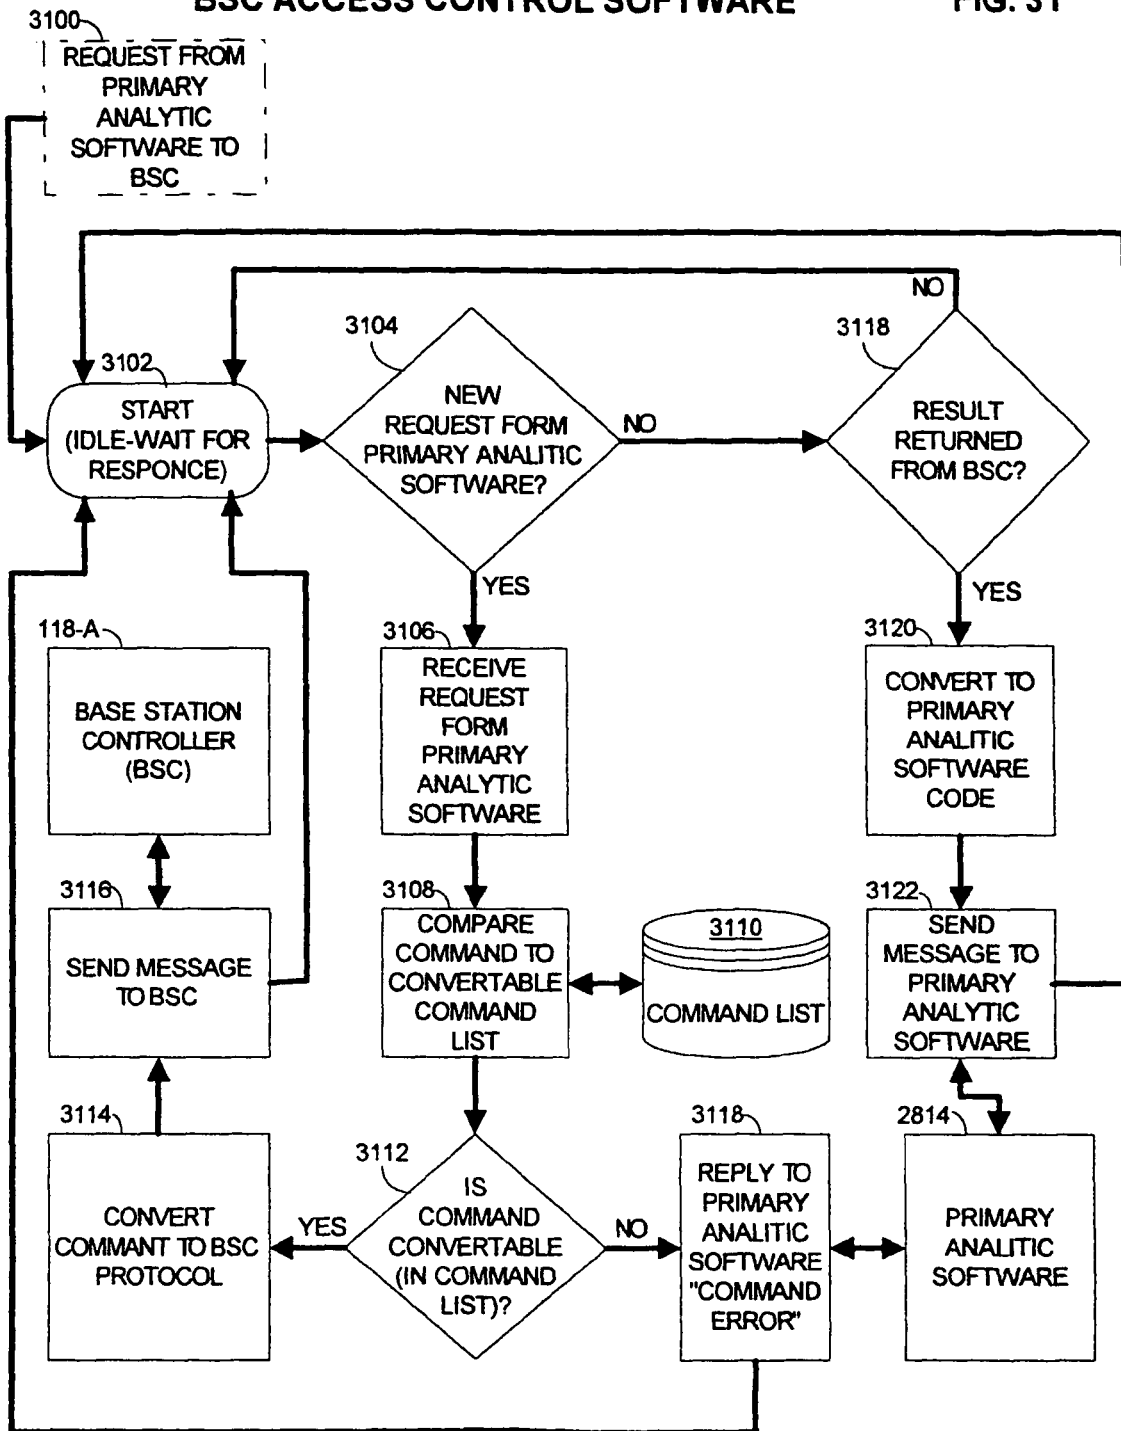 BSC ACCESS CONTROL SOFTWARE
FIG. 31
3100
REQUEST FROM
PRIMARY
ANALYTIC
SOFTWARE TO
BSC
3102
START
(IDLE-WAIT FOR
RESPONCE)
3104
NEW
REQUEST FORM
PRIMARY ANALITIC
SOFTWARE?
NO
YES
3118
RESULT
RETURNED
FROM BSC?
NO
YES
118-A
BASE STATION
CONTROLLER
(BSC)
3106
RECEIVE
REQUEST
FORM
PRIMARY
ANALYTIC
SOFTWARE
3120
CONVERT TO
PRIMARY
ANALITIC
SOFTWARE
CODE
3116
SEND MESSAGE
TO BSC
3108
COMPARE
COMMAND TO
CONVERTABLE
COMMAND
LIST
3110
COMMAND LIST
3122
SEND
MESSAGE TO
PRIMARY
ANALYTIC
SOFTWARE
3114
CONVERT
COMMANT TO BSC
PROTOCOL
3112
IS
COMMAND
CONVERTABLE
(IN COMMAND
LIST)?
YES
NO
3118
REPLY TO
PRIMARY
ANALITIC
SOFTWARE
"COMMAND
ERROR"
2814
PRIMARY
ANALITIC
SOFTWARE